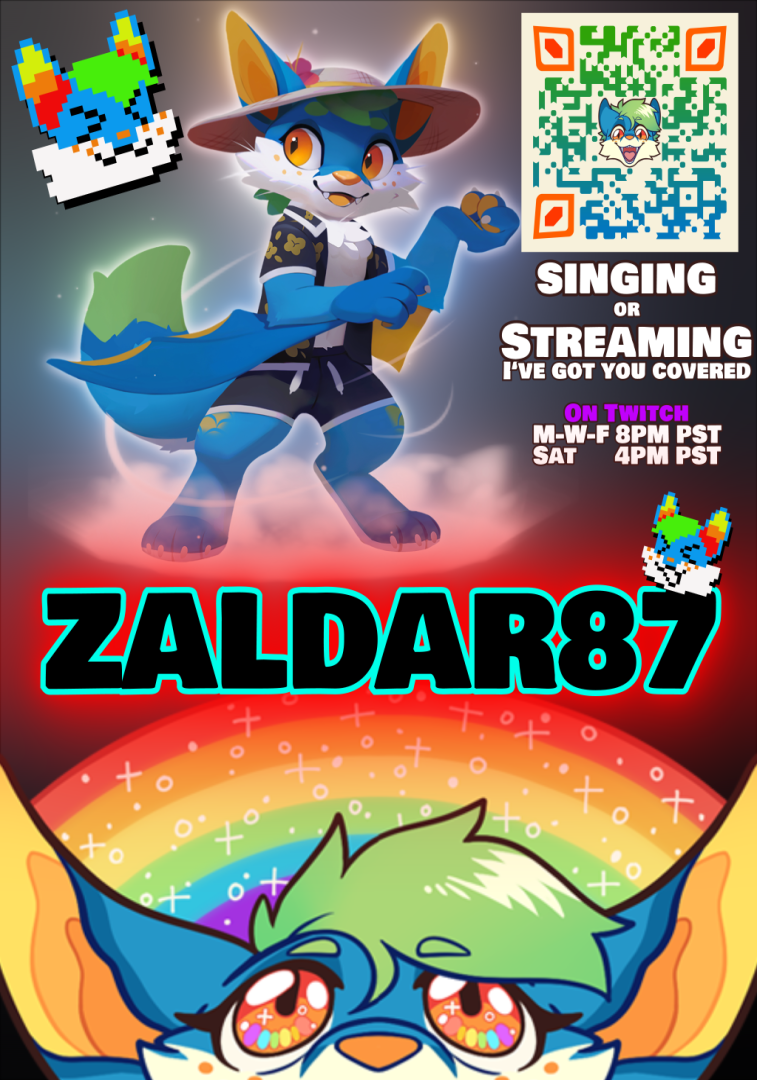 SINGING
OR
STREAMING
I'VE GOT YOU COVERED
ON TWITCH
M-W-F 8PM PST
SAT 4PM PST
ZALDAR87